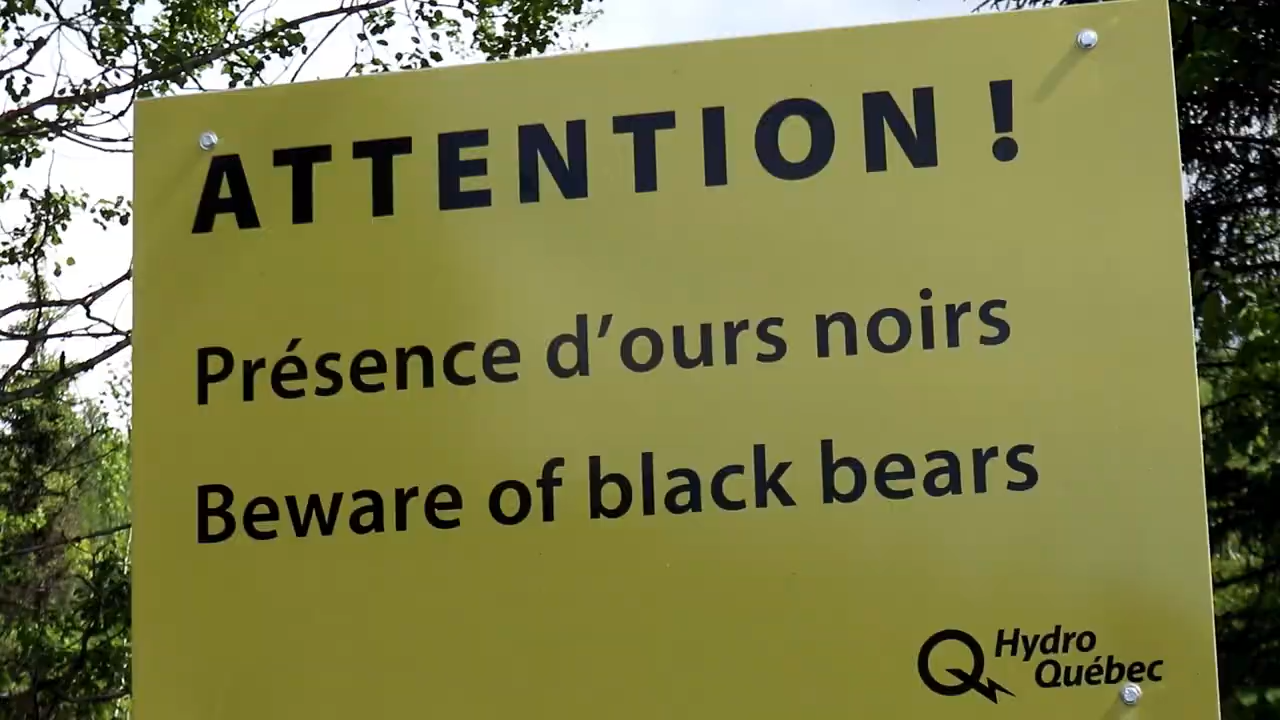 ATTENTION !
Présence d’ours noirs
Beware of black bears
Hydro
Québec